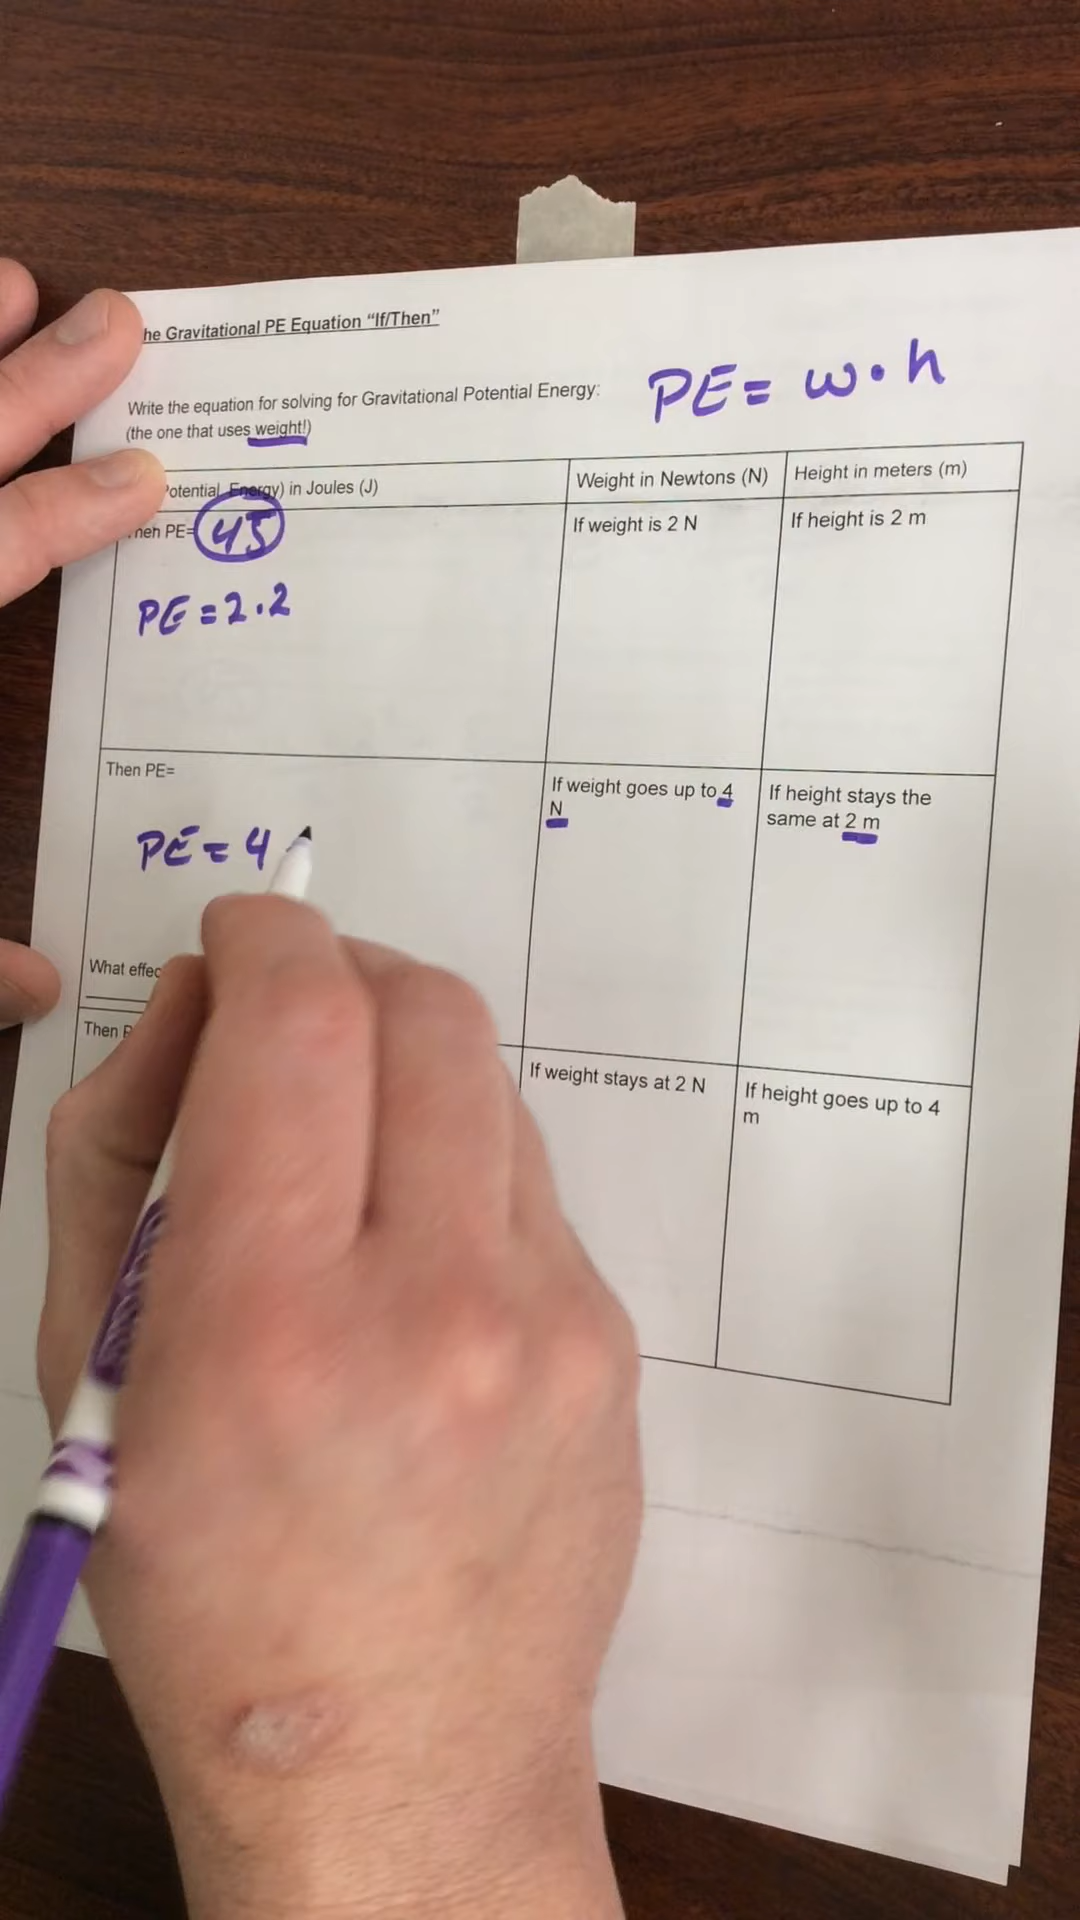 he Gravitational PE Equation “If/Then”
Write the equation for solving for Gravitational Potential Energy:
(the one that uses weight!)
PE = w • h
otential Energy) in Joules (J)
Weight in Newtons (N)
Height in meters (m)
hen PE=
4J
If weight is 2 N
If height is 2 m
PE = 2 • 2
Then PE=
If weight goes up to 4
N
If height stays the
same at 2 m
PE = 4
What effec
Then P
If weight stays at 2 N
If height goes up to 4
m